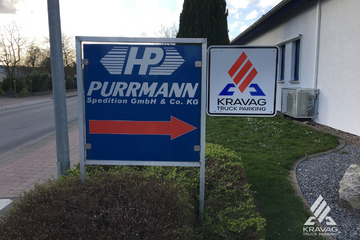 HP
PURRMANN
Spedition GmbH & Co. KG
KRAVAG
TRUCK PARKING
KRAVAG
TRUCK PARKING